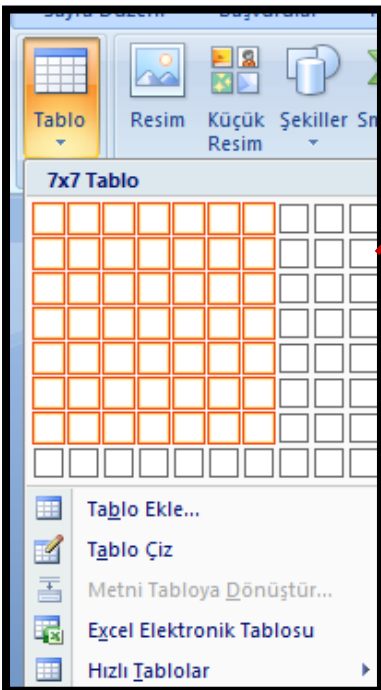 Tablo
Resim
Küçük Resim
Şekiller
7x7 Tablo
Tablo Ekle...
Tablo Çiz
Metni Tabloya Dönüştür...
Excel Elektronik Tablosu
Hızlı Tablolar